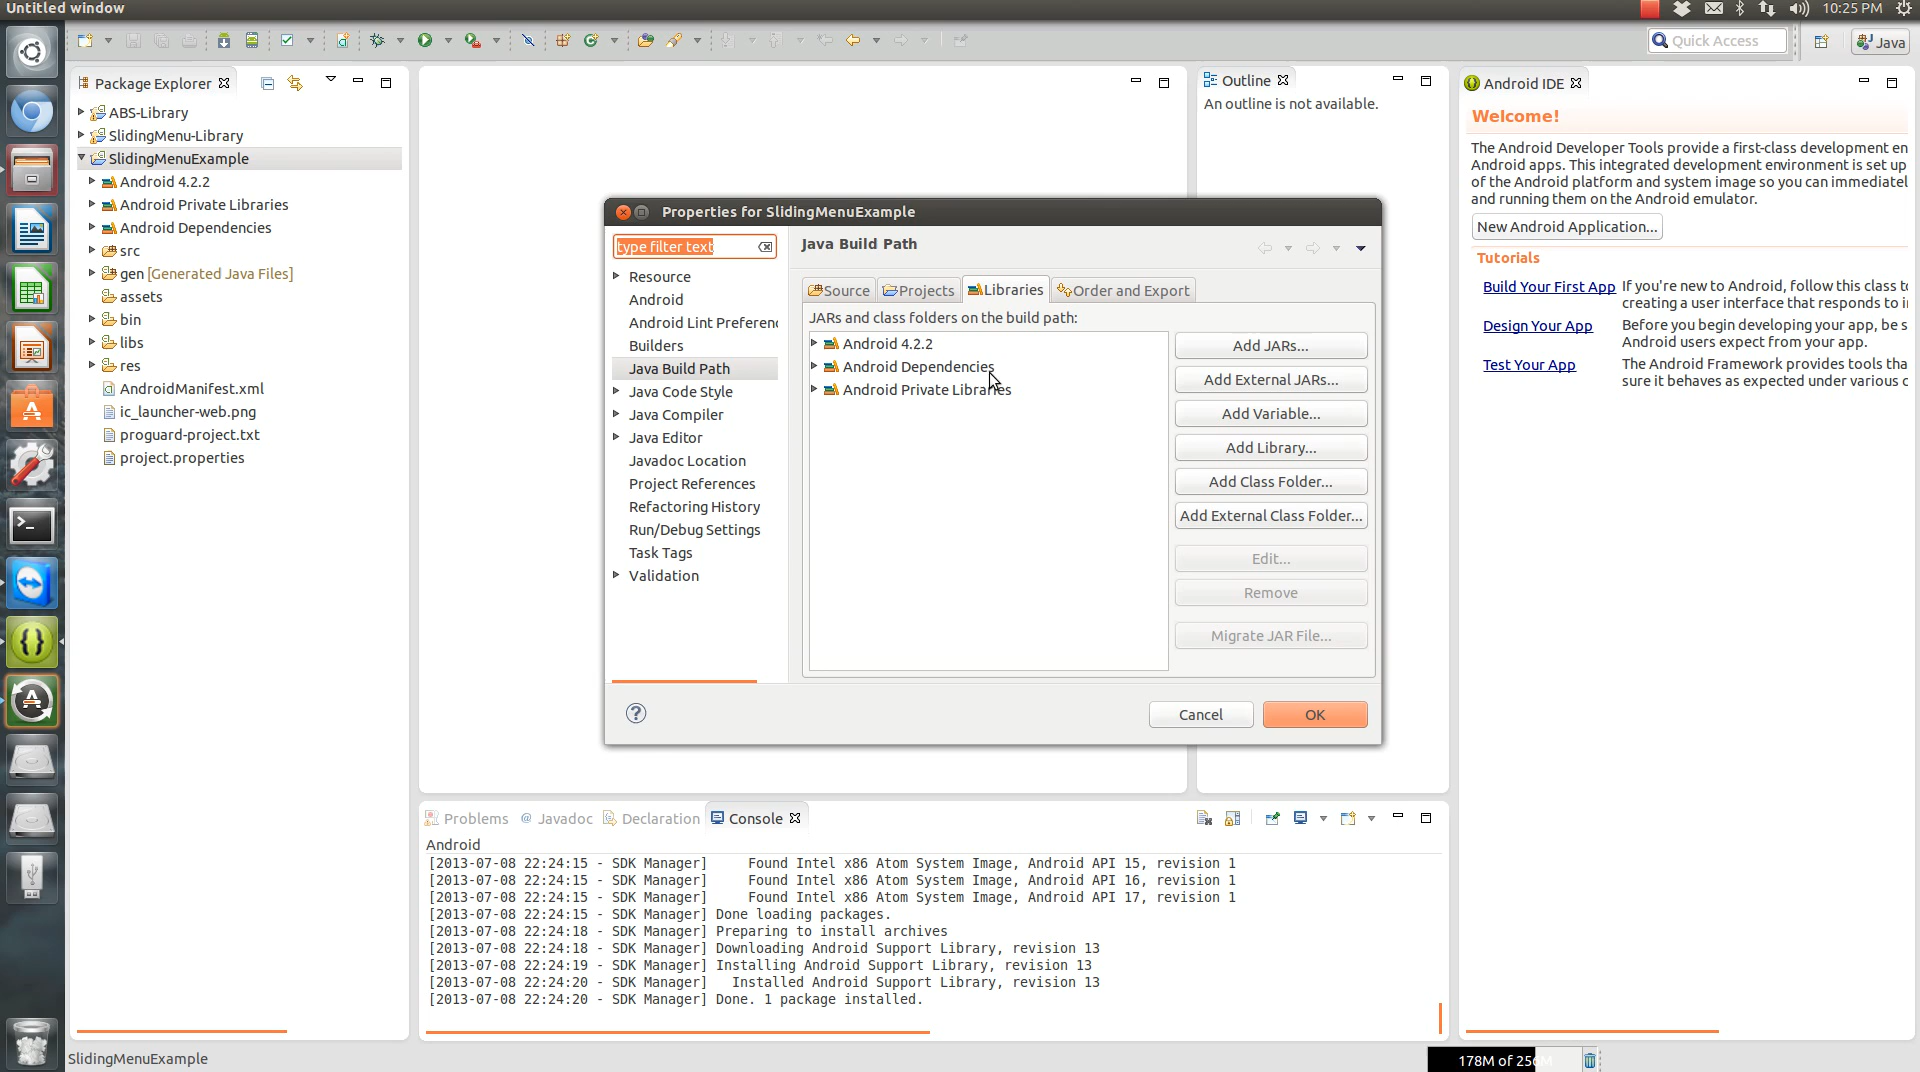 Untitled window
10:25 PM
Quick Access
Java
Package Explorer
ABS-Library
SlidingMenu-Library
SlidingMenuExample
Android 4.2.2
Android Private Libraries
Android Dependencies
src
gen [Generated Java Files]
assets
bin
libs
res
AndroidManifest.xml
ic_launcher-web.png
proguard-project.txt
project.properties
Outline
An outline is not available.
Android IDE
Welcome!
The Android Developer Tools provide a first-class development en
Android apps. This integrated development environment is set up
of the Android platform and system image so you can immediatel
and running them on the Android emulator.
New Android Application...
Tutorials
Build Your First App
If you're new to Android, follow this class to
creating a user interface that responds to i
Design Your App
Before you begin developing your app, be s
Android users expect from your app.
Test Your App
The Android Framework provides tools tha
sure it behaves as expected under various c
Properties for SlidingMenuExample
type filter text
Resource
Android
Android Lint Preferen
Builders
Java Build Path
Java Code Style
Java Compiler
Java Editor
Javadoc Location
Project References
Refactoring History
Run/Debug Settings
Task Tags
Validation
Java Build Path
Source
Projects
Libraries
Order and Export
JARs and class folders on the build path:
Android 4.2.2
Android Dependencies
Android Private Libraries
Add JARs...
Add External JARs...
Add Variable...
Add Library...
Add Class Folder...
Add External Class Folder...
Edit...
Remove
Migrate JAR File...
Cancel
OK
Problems
@ Javadoc
Declaration
Console
Android
[2013-07-08 22:24:15 - SDK Manager]     Found Intel x86 Atom System Image, Android API 15, revision 1
[2013-07-08 22:24:15 - SDK Manager]     Found Intel x86 Atom System Image, Android API 16, revision 1
[2013-07-08 22:24:15 - SDK Manager]     Found Intel x86 Atom System Image, Android API 17, revision 1
[2013-07-08 22:24:15 - SDK Manager] Done loading packages.
[2013-07-08 22:24:18 - SDK Manager] Preparing to install archives
[2013-07-08 22:24:18 - SDK Manager] Downloading Android Support Library, revision 13
[2013-07-08 22:24:19 - SDK Manager] Installing Android Support Library, revision 13
[2013-07-08 22:24:20 - SDK Manager]   Installed Android Support Library, revision 13
[2013-07-08 22:24:20 - SDK Manager] Done. 1 package installed.
SlidingMenuExample
178M of 256M